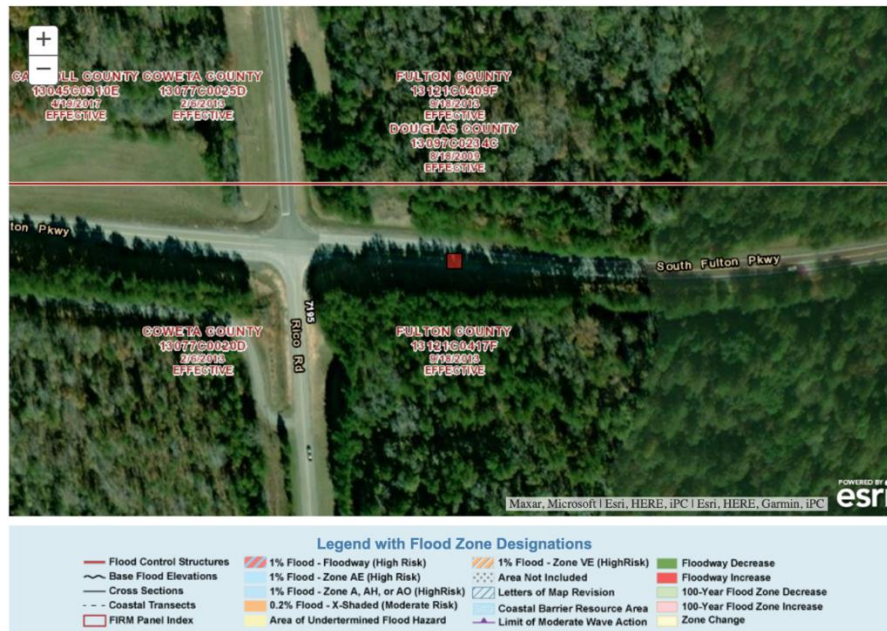 +
−
CARROLL COUNTY
13045C0310E
4/18/2017
EFFECTIVE
COWETA COUNTY
13077C0025D
2/6/2013
EFFECTIVE
FULTON COUNTY
13121C0409F
9/18/2013
EFFECTIVE
DOUGLAS COUNTY
13097C0234C
8/18/2009
EFFECTIVE
ton Pkwy
South Fulton Pkwy
7195
Rico Rd
COWETA COUNTY
13077C0020D
2/6/2013
EFFECTIVE
FULTON COUNTY
13121C0417F
9/18/2013
EFFECTIVE
POWERED BY
esri
Maxar, Microsoft | Esri, HERE, iPC | Esri, HERE, Garmin, iPC
Legend with Flood Zone Designations
Flood Control Structures
Base Flood Elevations
Cross Sections
Coastal Transects
FIRM Panel Index
1% Flood - Floodway (High Risk)
1% Flood - Zone AE (High Risk)
1% Flood - Zone A, AH, or AO (HighRisk)
0.2% Flood - X-Shaded (Moderate Risk)
Area of Undetermined Flood Hazard
1% Flood - Zone VE (HighRisk)
Area Not Included
Letters of Map Revision
Coastal Barrier Resource Area
Limit of Moderate Wave Action
Floodway Decrease
Floodway Increase
100-Year Flood Zone Decrease
100-Year Flood Zone Increase
Zone Change